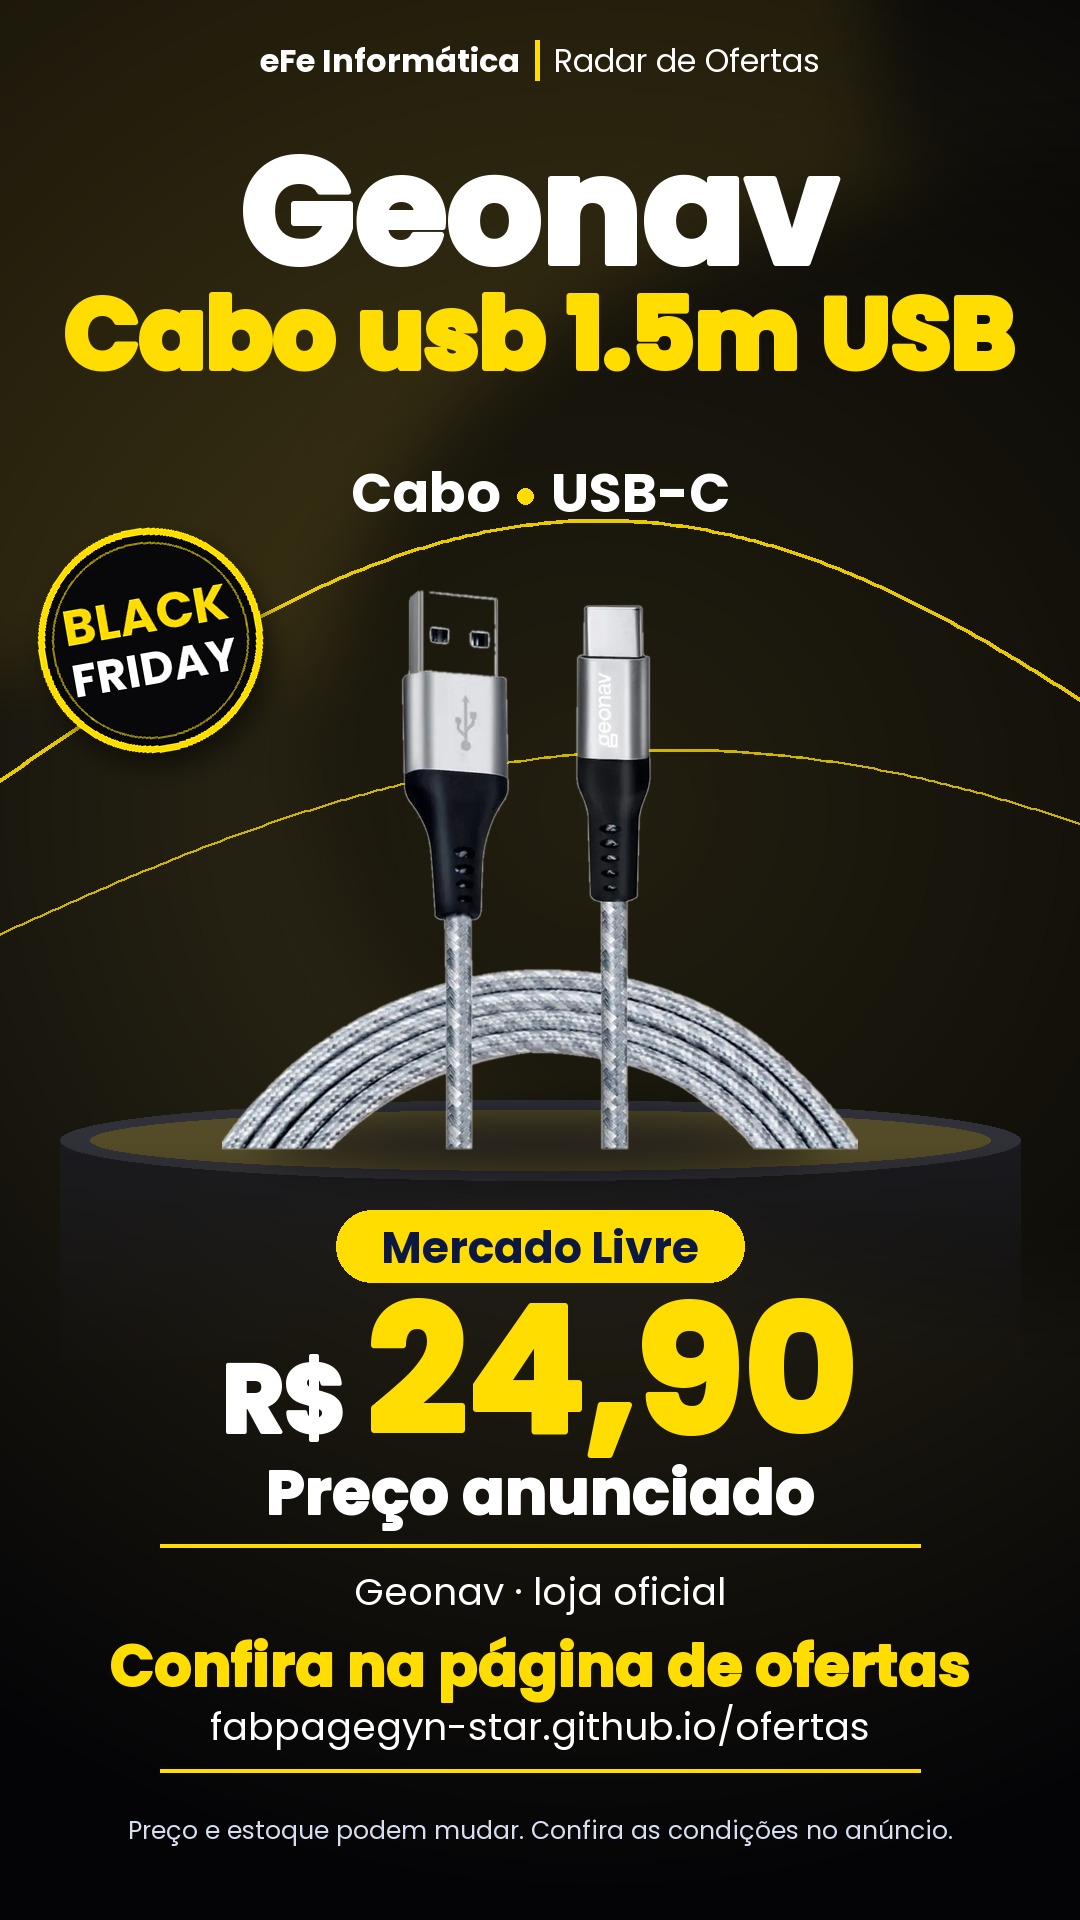 eFe Informática | Radar de Ofertas
Geonav
Cabo usb 1.5m USB
Cabo • USB-C
BLACK
FRIDAY
geonav
Mercado Livre
R$ 24,90
Preço anunciado
Geonav · loja oficial
Confira na página de ofertas
fabpagegyn-star.github.io/ofertas
Preço e estoque podem mudar. Confira as condições no anúncio.